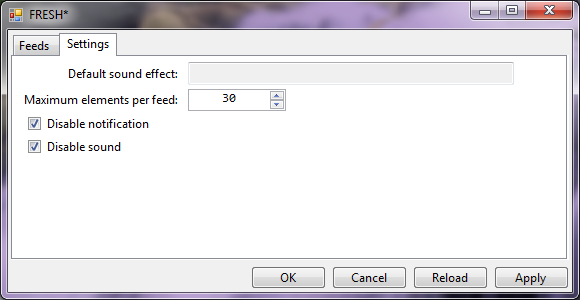 FRESH*
Feeds Settings
Default sound effect:
Maximum elements per feed: 30
Disable notification
Disable sound
OK Cancel Reload Apply